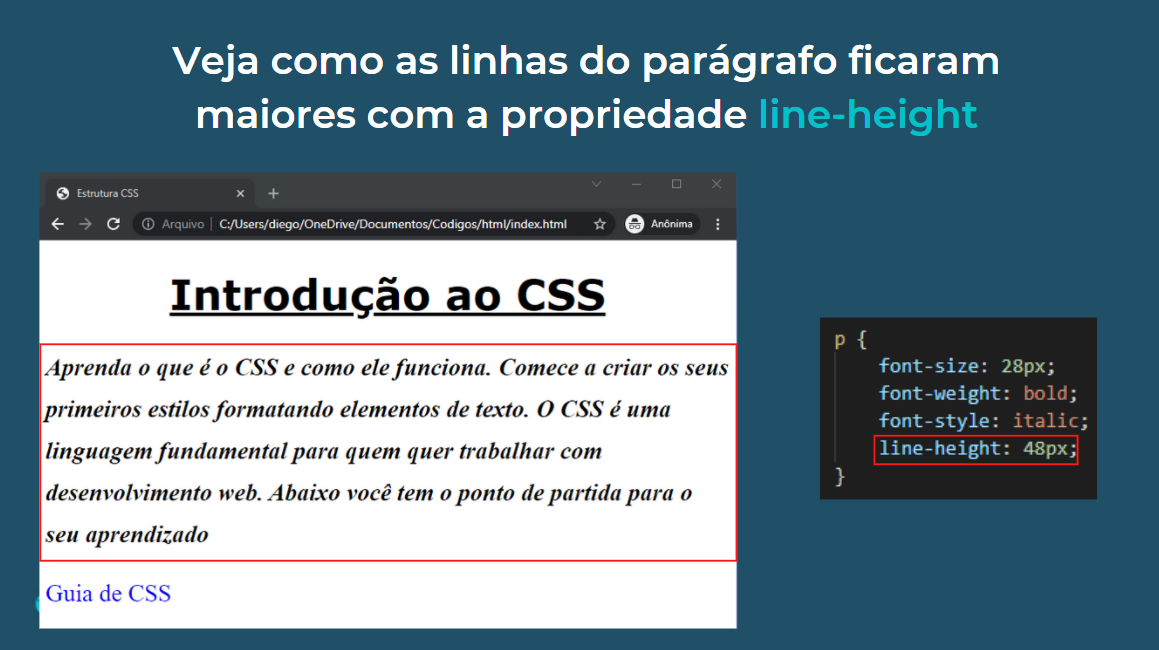 Veja como as linhas do parágrafo ficaram
maiores com a propriedade line-height
Estrutura CSS
Arquivo | C:/Users/diego/OneDrive/Documentos/Codigos/html/index.html
Anônima
Introdução ao CSS
Aprenda o que é o CSS e como ele funciona. Comece a criar os seus
primeiros estilos formatando elementos de texto. O CSS é uma
linguagem fundamental para quem quer trabalhar com
desenvolvimento web. Abaixo você tem o ponto de partida para o
seu aprendizado
Guia de CSS
p {
font-size: 28px;
font-weight: bold;
font-style: italic;
line-height: 48px;
}